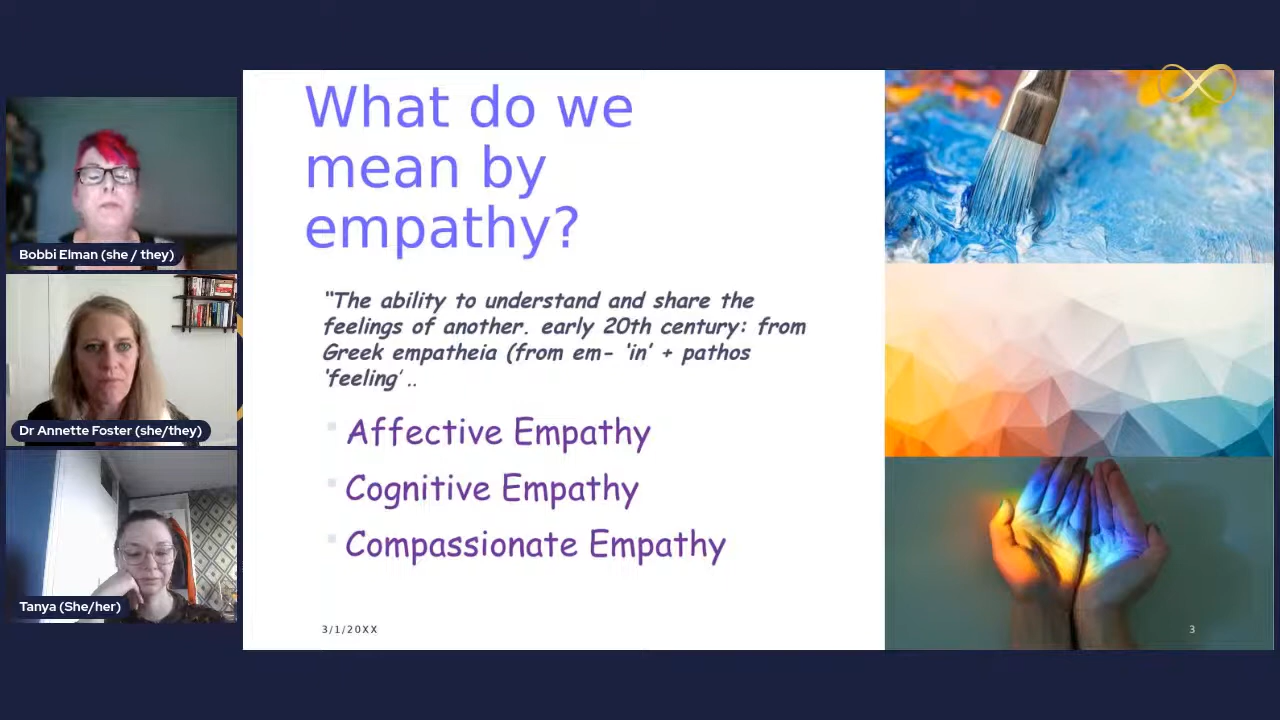 Bobbi Elman (she / they)
Dr Annette Foster (she/they)
Tanya (She/her)
What do we
mean by
empathy?
"The ability to understand and share the
feelings of another. early 20th century: from
Greek empatheia (from em- 'in' + pathos
'feeling' ..
Affective Empathy
Cognitive Empathy
Compassionate Empathy
3/1/20XX
3